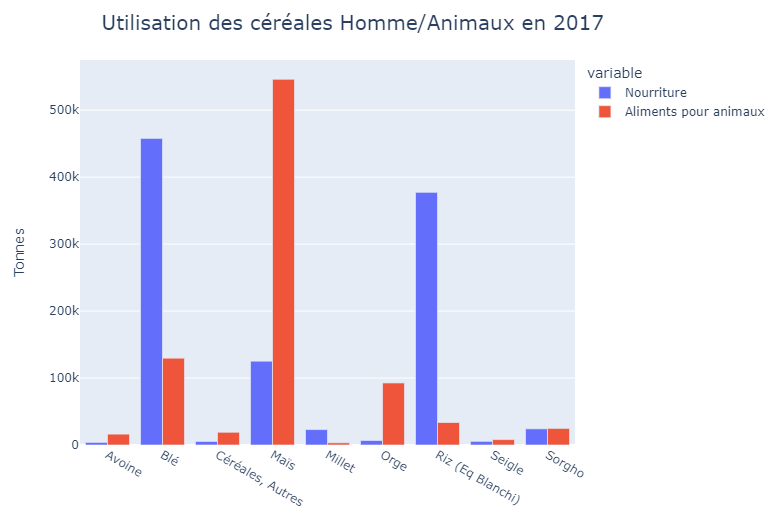 Utilisation des céréales Homme/Animaux en 2017
variable
Nourriture
Aliments pour animaux
Tonnes
500k
400k
300k
200k
100k
0
Avoine
Blé
Céréales, Autres
Maïs
Millet
Orge
Riz (Eq Blanchi)
Seigle
Sorgho